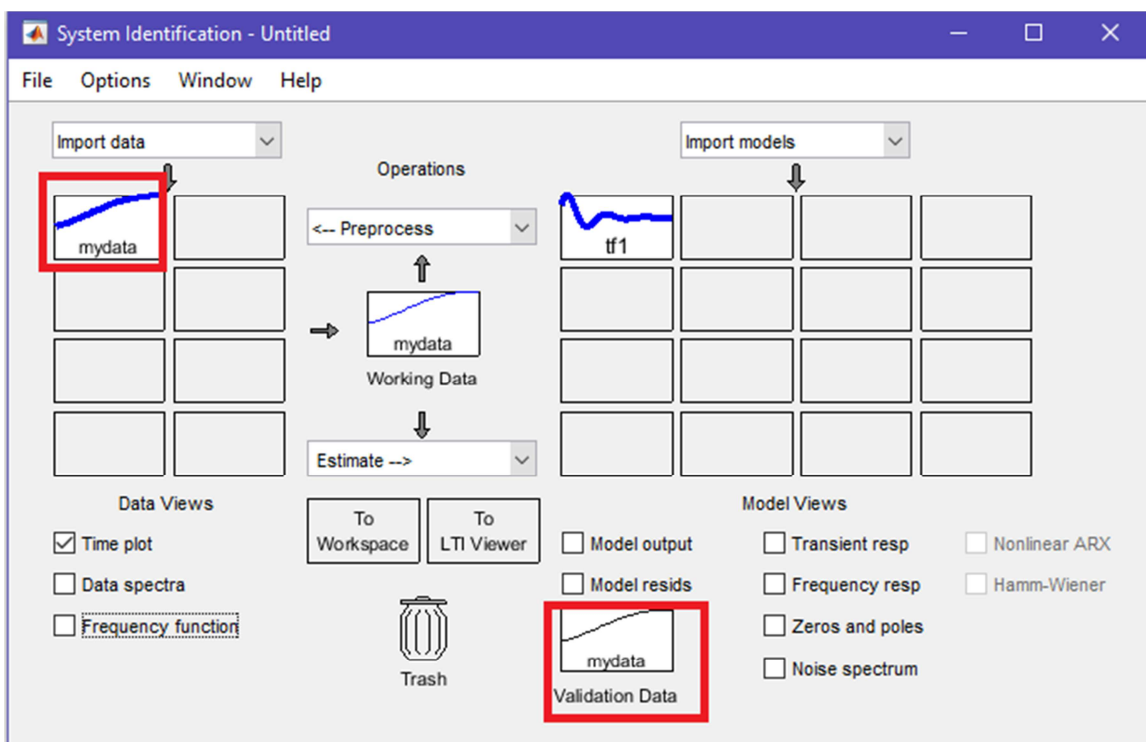 System Identification - Untitled
File Options Window Help
Import data
Import models
Operations
mydata
<-- Preprocess
tf1
mydata
Working Data
Estimate -->
Data Views
Model Views
To Workspace
To LTI Viewer
Time plot
Model output
Transient resp
Nonlinear ARX
Data spectra
Model resids
Frequency resp
Hamm-Wiener
Frequency function
Zeros and poles
mydata
Noise spectrum
Trash
Validation Data